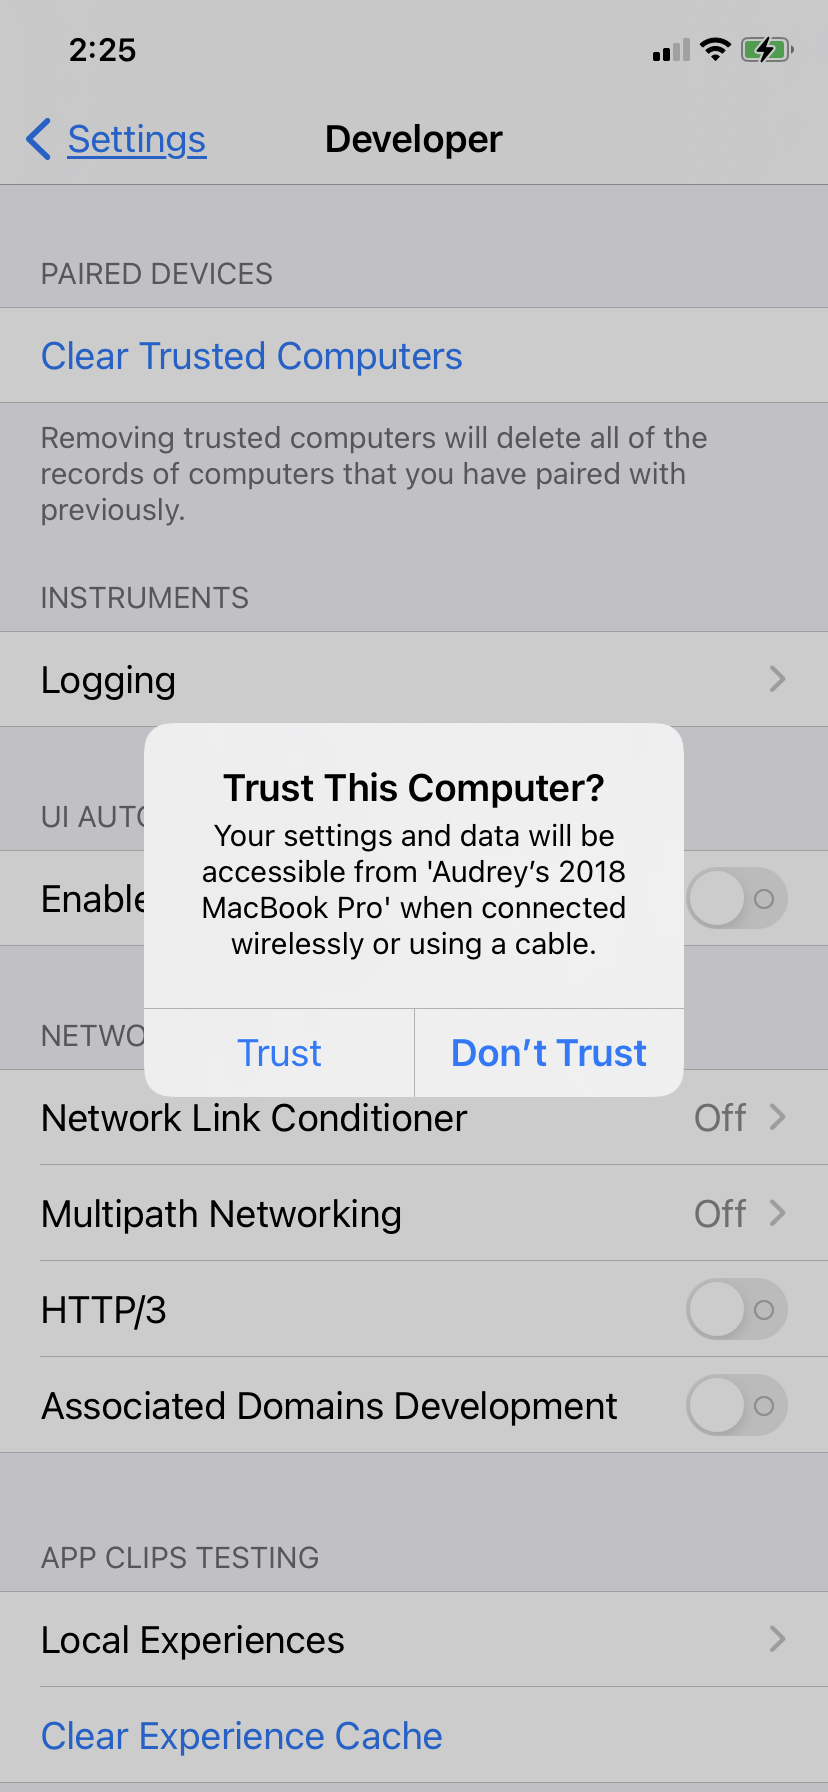 2:25
Settings
Developer
PAIRED DEVICES
Clear Trusted Computers
Removing trusted computers will delete all of the
records of computers that you have paired with
previously.
INSTRUMENTS
Logging
UI AUTO
Enable
Trust This Computer?
Your settings and data will be
accessible from 'Audrey’s 2018
MacBook Pro' when connected
wirelessly or using a cable.
Trust
Don’t Trust
NETWO
Network Link Conditioner
Off
Multipath Networking
Off
HTTP/3
Associated Domains Development
APP CLIPS TESTING
Local Experiences
Clear Experience Cache